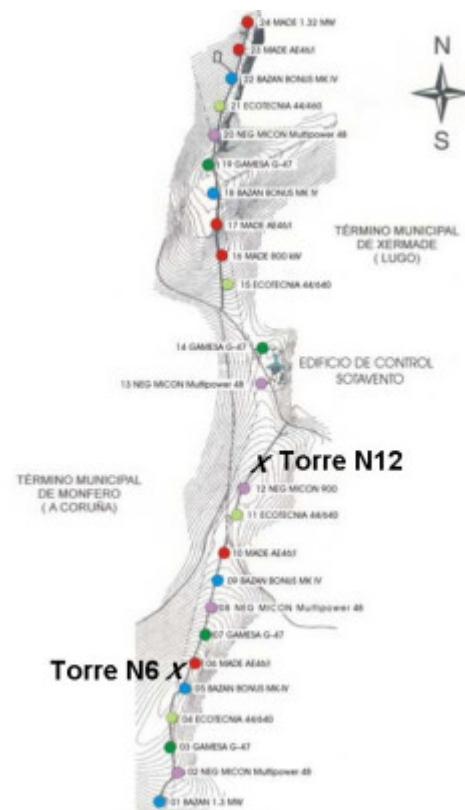 24 MADE 1.32 MW
N
23 MADE AE46/I
22 BAZAN BONUS MK IV
21 ECOTECNIA 44/460
S
20 NEG MICON Multipower 48
19 GAMESA G-47
18 BAZAN BONUS MK IV
17 MADE AE46/I
TÉRMINO MUNICIPAL
DE XERMADE
( LUGO)
16 MADE 800 kW
15 ECOTECNIA 44/640
14 GAMESA G-47
EDIFICIO DE CONTROL
SOTAVENTO
13 NEG MICON Multipower 48
x Torre N12
TÉRMINO MUNICIPAL
DE MONFERO
( A CORUÑA)
12 NEG MICON 900
11 ECOTECNIA 44/640
10 MADE AE46/I
09 BAZAN BONUS MK IV
08 NEG MICON Multipower 48
07 GAMESA G-47
Torre N6 x
06 MADE AE46/I
05 BAZAN BONUS MK-IV
04 ECOTECNIA 44/640
03 GAMESA G-47
02 NEG MICON Multipower 48
01 BAZAN 1.3 MW